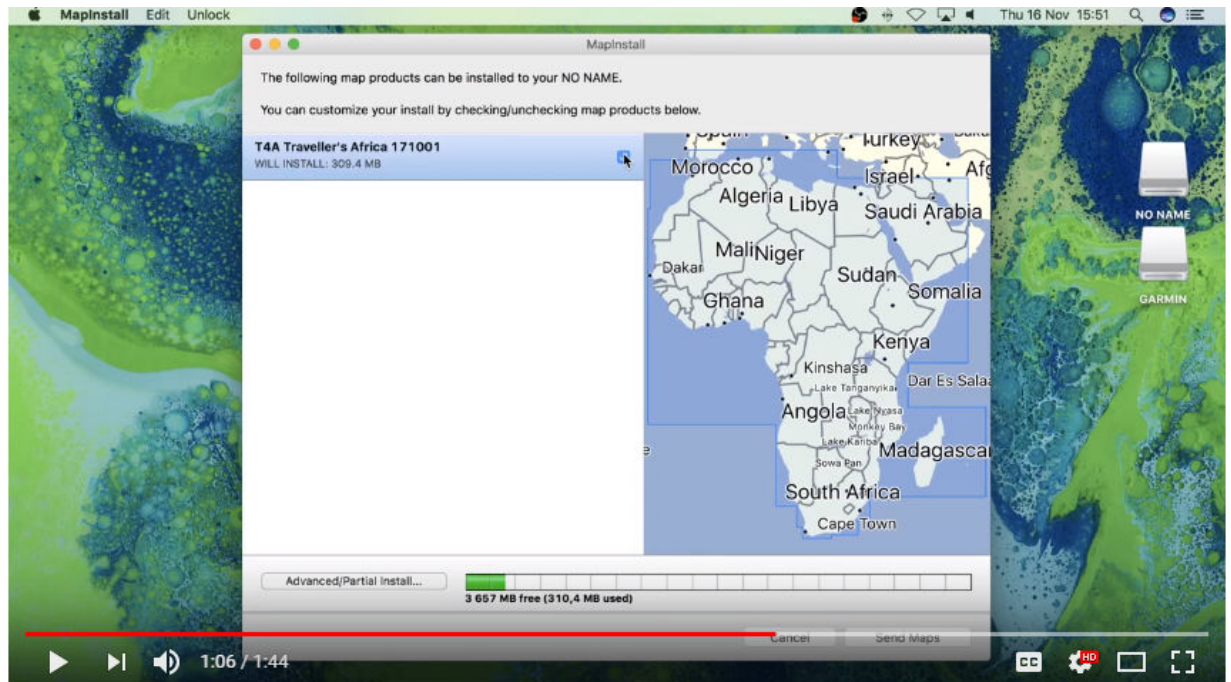 MapInstall Edit Unlock Thu 16 Nov 15:51
MapInstall
The following map products can be installed to your NO NAME.
You can customize your install by checking/unchecking map products below.
T4A Traveller's Africa 171001
WILL INSTALL: 309.4 MB
Spain
Turkey
Morocco
Israel
Afg
Algeria
Libya
Saudi Arabia
NO NAME
Mali
Niger
Dakar
Sudan
Somalia
Ghana
GARMIN
Kenya
Kinshasa
Lake Tanganyika
Dar Es Salaa
Angola
Lake Nyasa
Monkey Bay
Lake Kariba
Madagascar
Sowa Pan
South Africa
Cape Town
Advanced/Partial Install...
3 657 MB free (310,4 MB used)
Cancel Send Maps
1:06 / 1:44
CC HD